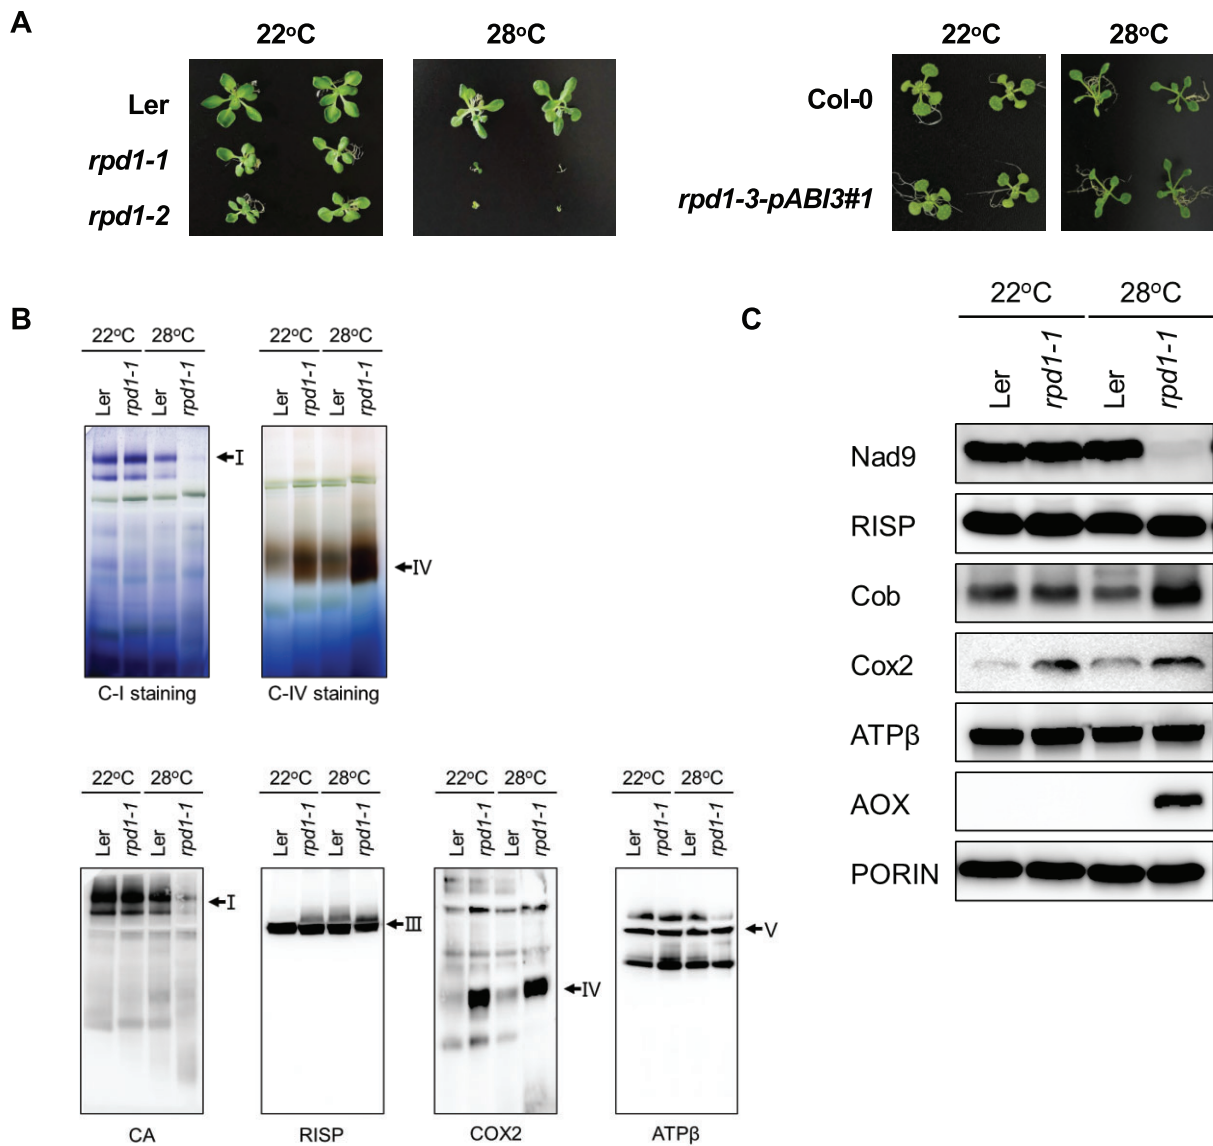 A
22°C 28°C 22°C 28°C
Ler
rpd1-1
rpd1-2
Col-0
rpd1-3-pABI3#1
B
22°C 28°C 22°C 28°C
Ler rpd1-1 Ler rpd1-1 Ler rpd1-1 Ler rpd1-1
I
IV
C-I staining C-IV staining
22°C 28°C 22°C 28°C 22°C 28°C 22°C 28°C
Ler rpd1-1 Ler rpd1-1 Ler rpd1-1 Ler rpd1-1 Ler rpd1-1 Ler rpd1-1 Ler rpd1-1 Ler rpd1-1
I
III
IV
V
CA RISP COX2 ATPβ
C
22°C 28°C
Ler rpd1-1 Ler rpd1-1
Nad9
RISP
Cob
Cox2
ATPβ
AOX
PORIN